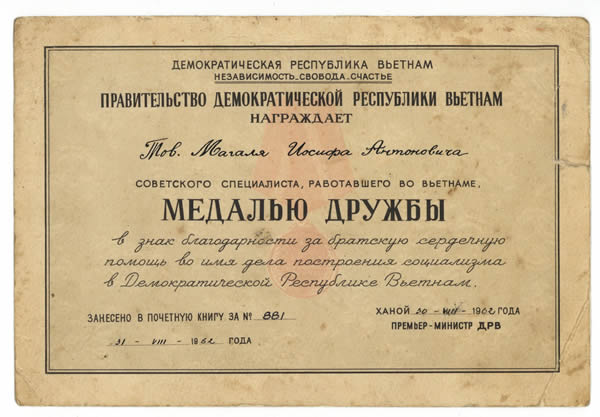 ДЕМОКРАТИЧЕСКАЯ РЕСПУБЛИКА ВЬЕТНАМ
НЕЗАВИСИМОСТЬ-СВОБОДА-СЧАСТЬЕ
ПРАВИТЕЛЬСТВО ДЕМОКРАТИЧЕСКОЙ РЕСПУБЛИКИ ВЬЕТНАМ
НАГРАЖДАЕТ
Тов. Магаля Иосифа Антоновича
СОВЕТСКОГО СПЕЦИАЛИСТА, РАБОТАВШЕГО ВО ВЬЕТНАМЕ,
МЕДАЛЬЮ ДРУЖБЫ
в знак благодарности за братскую сердечную
помощь во имя дела построения социализма
в Демократической Республике Вьетнам.
ЗАНЕСЕНО В ПОЧЕТНУЮ КНИГУ ЗА № 881
31 - VIII - 1962 ГОДА
ХАНОЙ 30 - VIII - 1962 ГОДА
ПРЕМЬЕР-МИНИСТР ДРВ